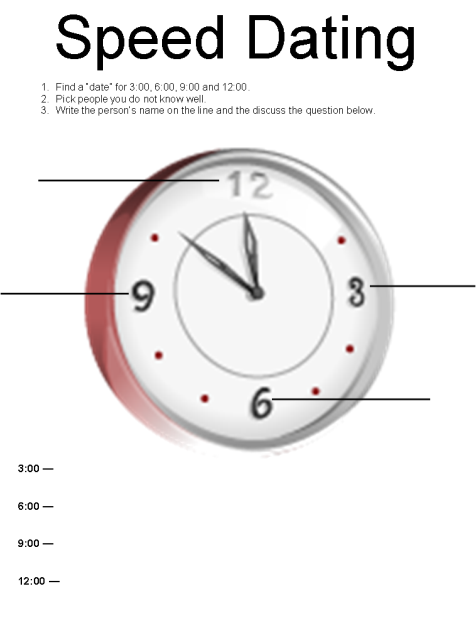 Speed Dating
1. Find a "date" for 3:00, 6:00, 9:00 and 12:00.
2. Pick people you do not know well.
3. Write the person's name on the line and the discuss the question below.
12
9
3
6
3:00 —
6:00 —
9:00 —
12:00 —